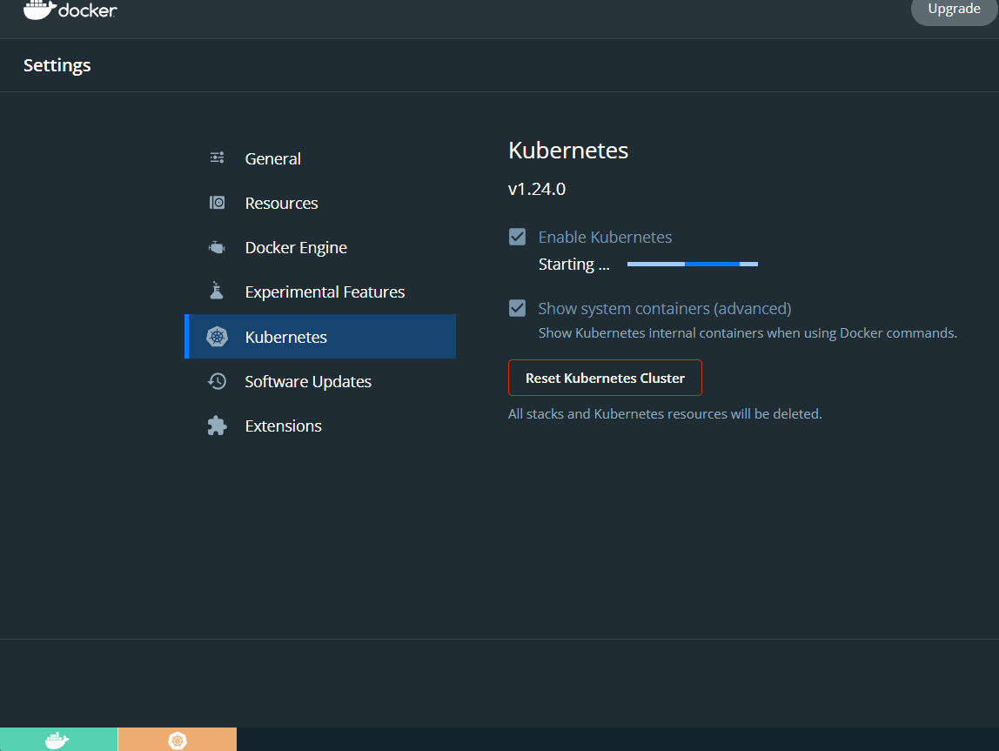 docker
Upgrade
Settings
General
Resources
Docker Engine
Experimental Features
Kubernetes
Software Updates
Extensions
Kubernetes
v1.24.0
Enable Kubernetes
Starting ...
Show system containers (advanced)
Show Kubernetes internal containers when using Docker commands.
Reset Kubernetes Cluster
All stacks and Kubernetes resources will be deleted.